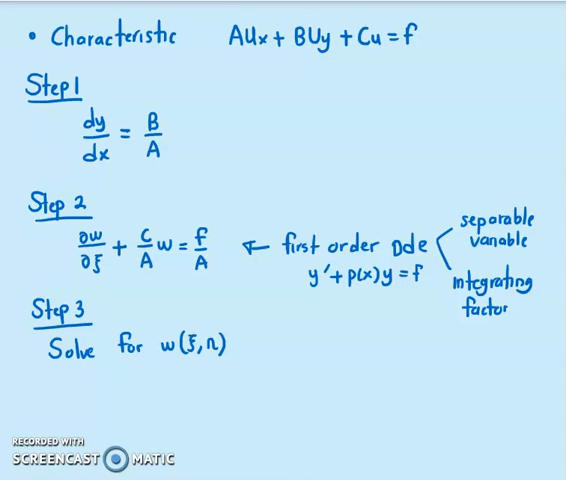 • Characteristic AUx + BUy + Cu = f
Step 1
dy/dx = B/A
Step 2
∂w/∂ξ + C/A w = f/A ← first order Ode
separable
variable
y' + p(x)y = f
Integrating
factor
Step 3
Solve for w(ξ, η)
RECORDED WITH
SCREENCAST MATIC